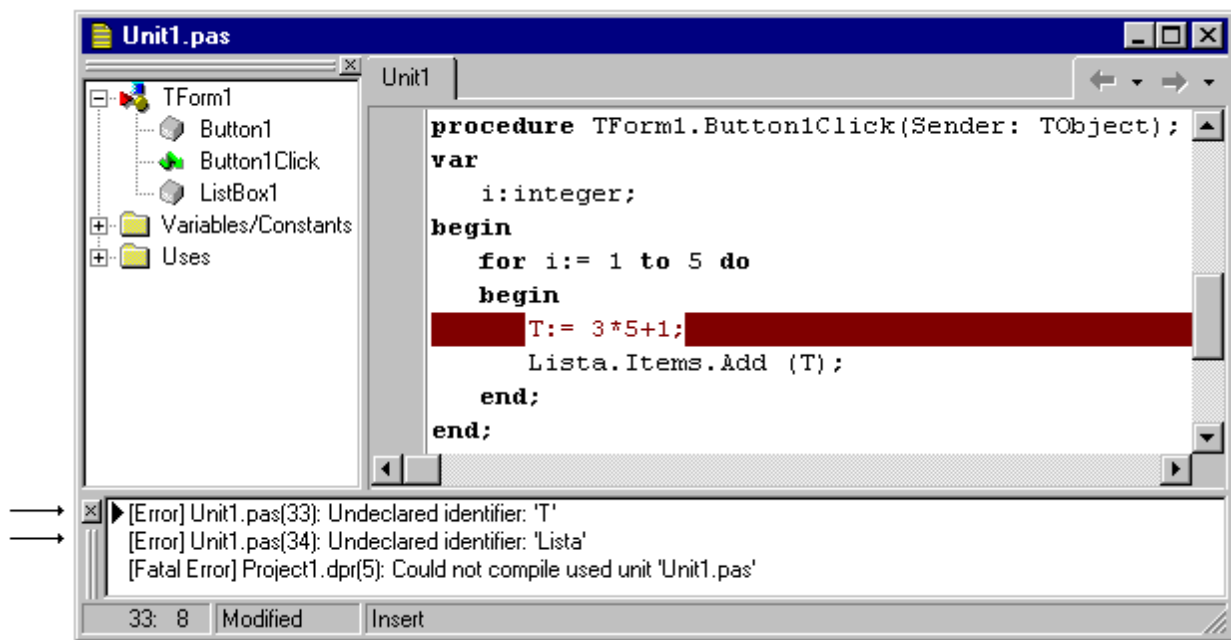 Unit1.pas
TForm1
Button1
Button1Click
ListBox1
Variables/Constants
Uses
Unit1
procedure TForm1.Button1Click(Sender: TObject);
var
i:integer;
begin
for i:= 1 to 5 do
begin
T:= 3*5+1;
Lista.Items.Add (T);
end;
end;
[Error] Unit1.pas(33): Undeclared identifier: 'T'
[Error] Unit1.pas(34): Undeclared identifier: 'Lista'
[Fatal Error] Project1.dpr(5): Could not compile used unit 'Unit1.pas'
33: 8 Modified Insert